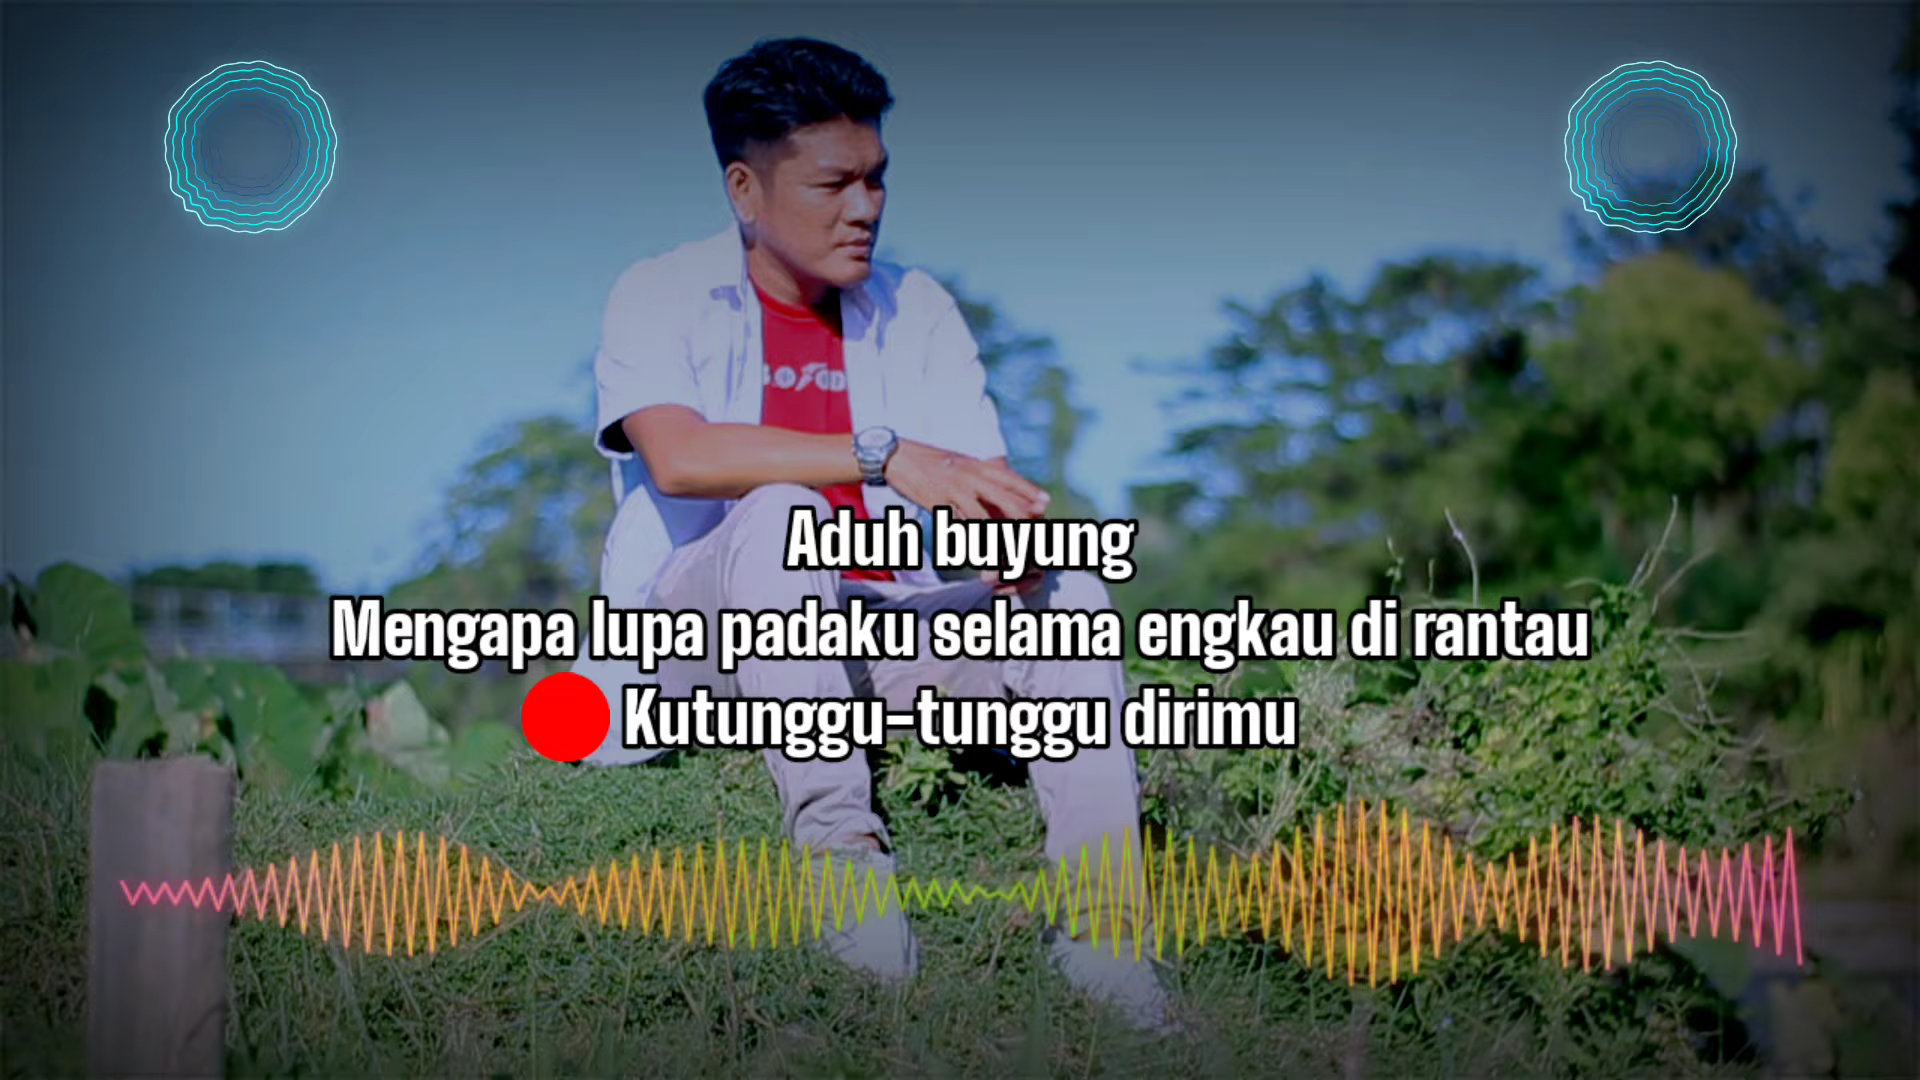 Aduh buyung
Mengapa lupa padaku selama engkau di rantau
Kutunggu-tunggu dirimu